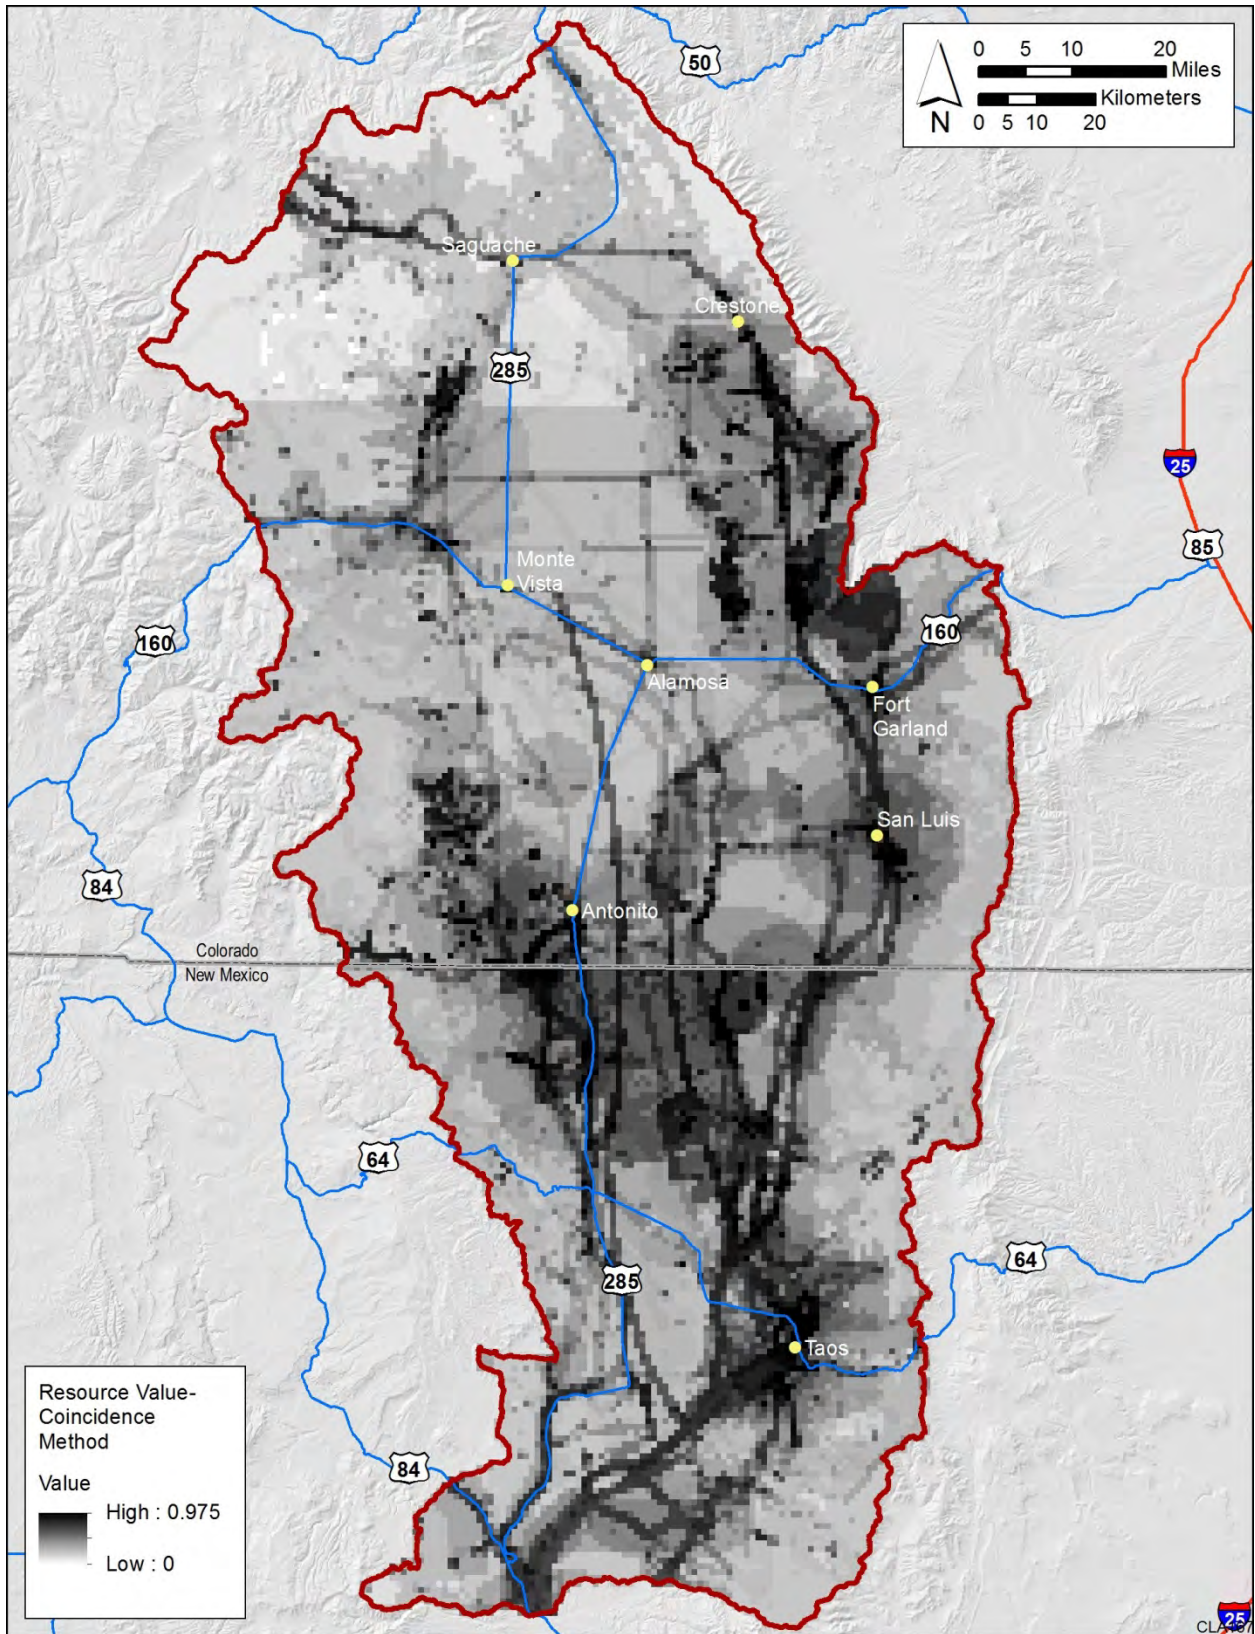 50
0 5 10 20
Miles
Kilometers
0 5 10 20
N
Saguache
Crestone
285
25
85
Monte
Vista
160
160
Alamosa
Fort
Garland
San Luis
84
Antonito
Colorado
New Mexico
64
64
285
Taos
84
Resource Value-
Coincidence
Method
Value
High : 0.975
Low : 0
25